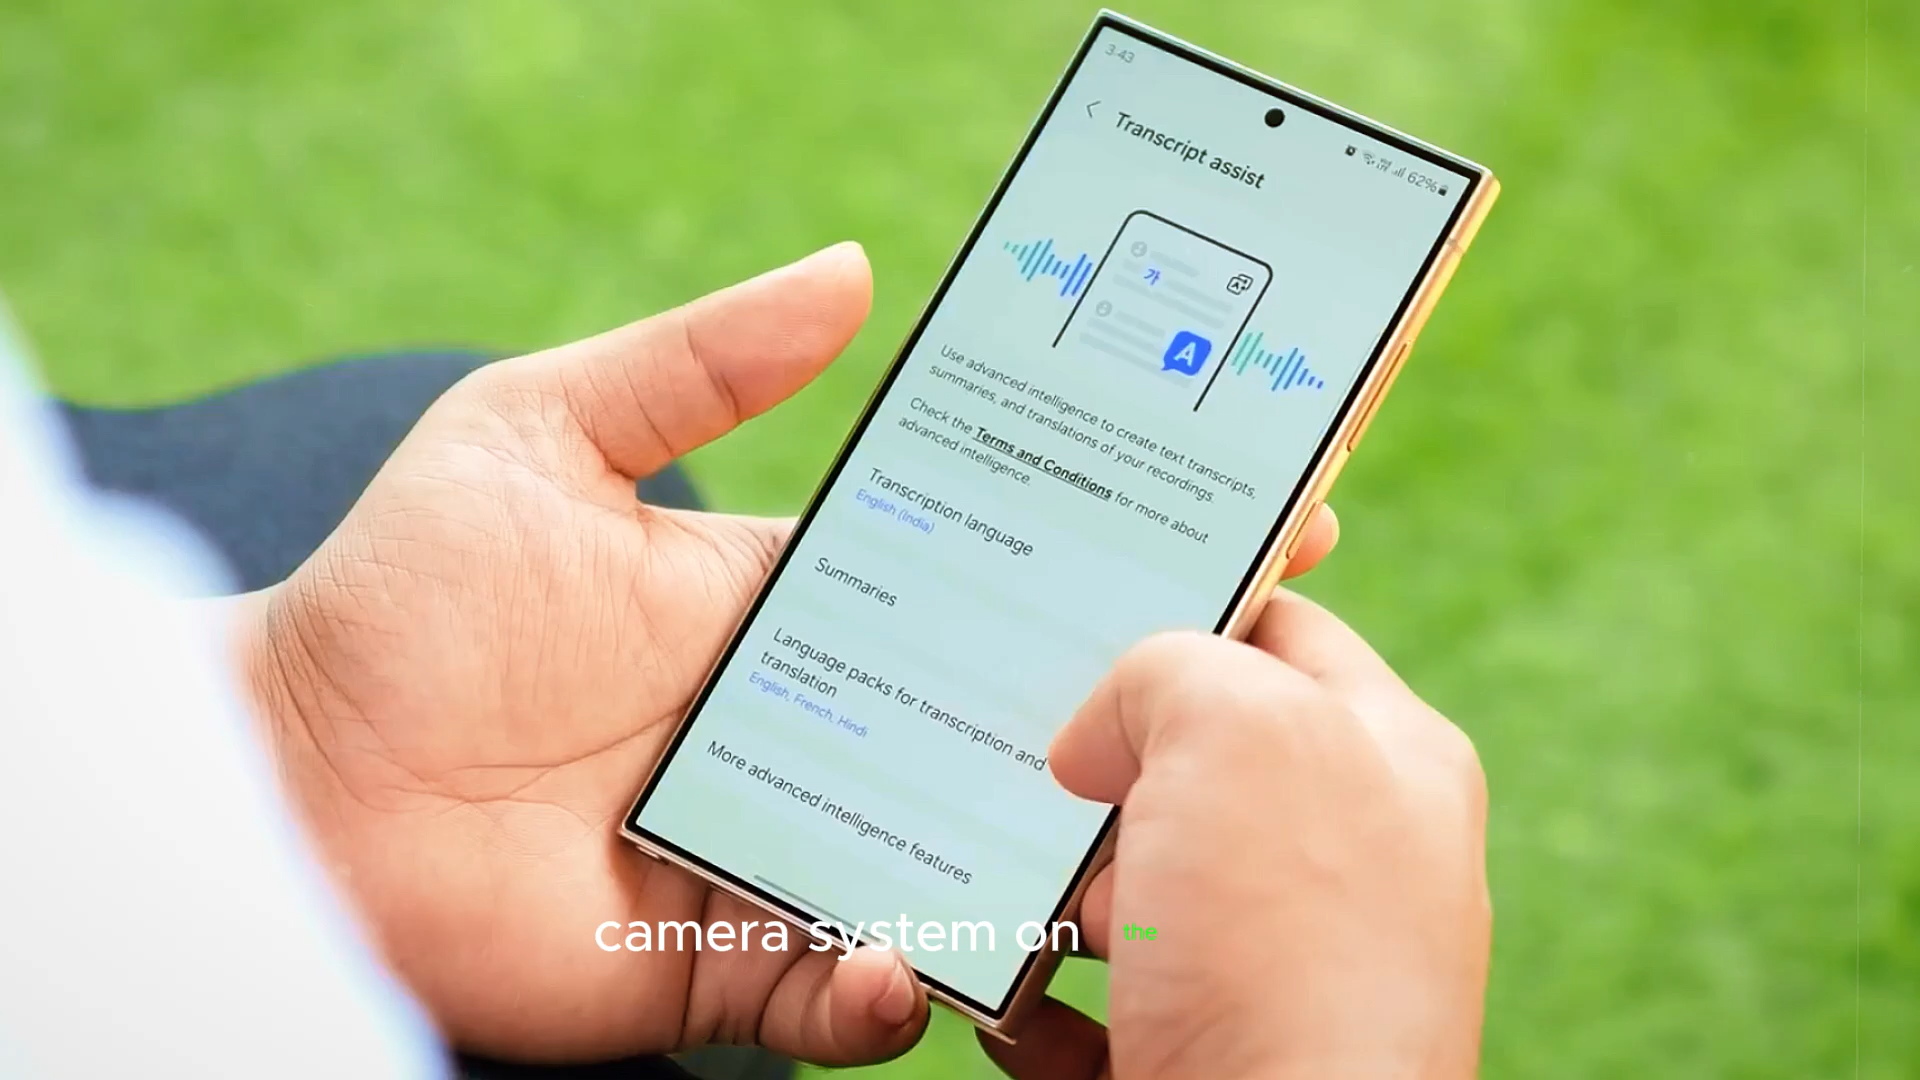 3:43
62%
Transcript assist
가
A
A
Use advanced intelligence to create text transcripts,
summaries, and translations of your recordings.
Check the Terms and Conditions for more about
advanced intelligence.
Transcription language
English (India)
Summaries
Language packs for transcription and
translation
English, French, Hindi
More advanced intelligence features
camera system on the